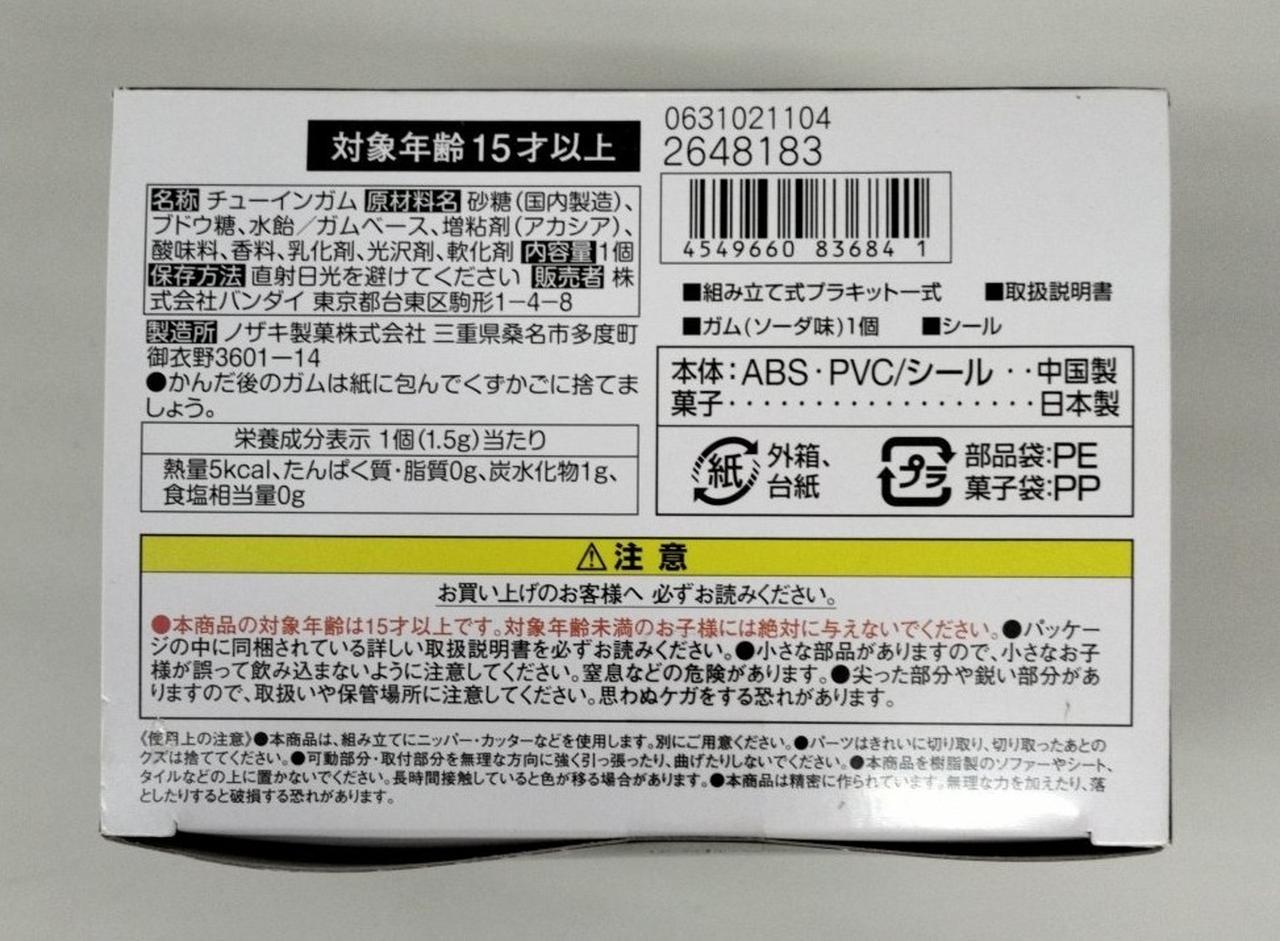 対象年齢15才以上
名称 チューインガム 原材料名 砂糖(国内製造)、
ブドウ糖、水飴/ガムベース、増粘剤(アカシア)、
酸味料、香料、乳化剤、光沢剤、軟化剤 内容量 1個
保存方法 直射日光を避けてください 販売者 株
式会社バンダイ 東京都台東区駒形1-4-8
製造所 ノザキ製菓株式会社 三重県桑名市多度町
御衣野3601-14
●かんだ後のガムは紙に包んでくずかごに捨てま
しょう。
栄養成分表示 1個(1.5g)当たり
熱量5kcal、たんぱく質・脂質0g、炭水化物1g、
食塩相当量0g
0631021104
2648183
4549660 83684 1
■組み立て式プラキット一式 ■取扱説明書
■ガム(ソーダ味)1個 ■シール
本体:ABS・PVC/シール ・・中国製
菓子・・・・・・・・・・・・・・・・・・日本製
紙 外箱、
台紙
プラ 部品袋:PE
菓子袋:PP
⚠注意
お買い上げのお客様へ 必ずお読みください。
●本商品の対象年齢は15才以上です。対象年齢未満のお子様には絶対に与えないでください。●パッケー
ジの中に同梱されている詳しい取扱説明書を必ずお読みください。●小さな部品がありますので、小さなお子
様が誤って飲み込まないように注意してください。窒息などの危険があります。●尖った部分や鋭い部分があ
りますので、取扱いや保管場所に注意してください。思わぬケガをする恐れがあります。
《使用上の注意》●本商品は、組み立てにニッパー・カッターなどを使用します。別にご用意ください。●パーツはきれいに切り取り、切り取ったあとの
クズは捨ててください。●可動部分・取付部分を無理な方向に強く引っ張ったり、曲げたりしないでください。●本商品を樹脂製のソファーやシート、
タイルなどの上に置かないでください。長時間接触していると色が移る場合があります。●本商品は精密に作られています。無理な力を加えたり、落
としたりすると破損する恐れがあります。